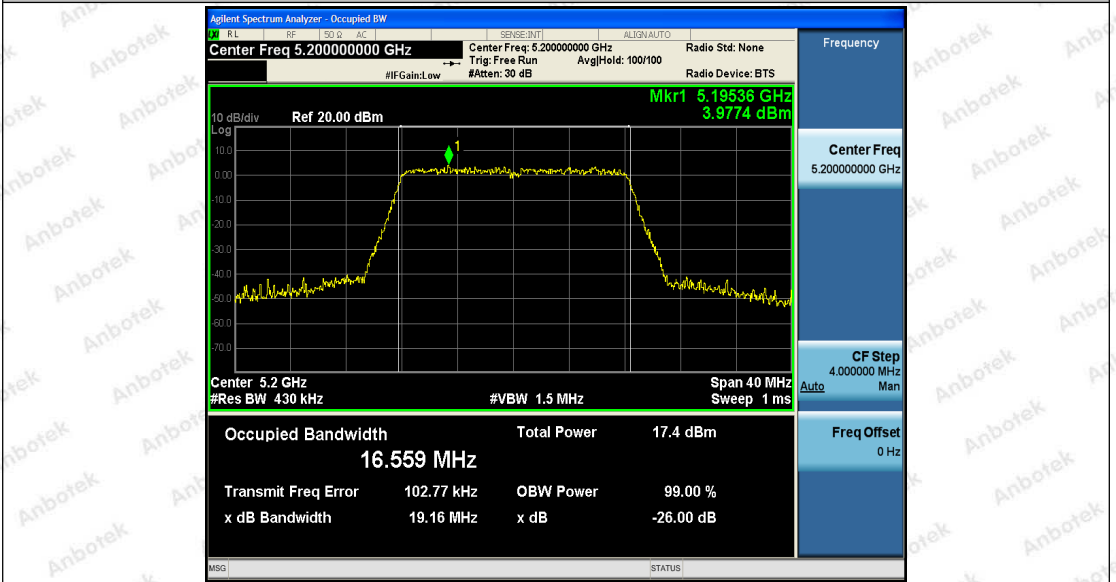 Agilent Spectrum Analyzer - Occupied BW
RL RF 50 Ω AC SENSE:INT ALIGNAUTO
Center Freq 5.200000000 GHz
Center Freq: 5.200000000 GHz Radio Std: None
Trig: Free Run Avg|Hold: 100/100
#IFGain:Low #Atten: 30 dB Radio Device: BTS
Mkr1 5.19536 GHz
3.9774 dBm
10 dB/div Ref 20.00 dBm
Log
1
10.0
0.00
-10.0
-20.0
-30.0
-40.0
-50.0
-60.0
-70.0
Center 5.2 GHz Span 40 MHz
#Res BW 430 kHz #VBW 1.5 MHz Sweep 1 ms
Occupied Bandwidth Total Power 17.4 dBm
16.559 MHz
Transmit Freq Error 102.77 kHz OBW Power 99.00 %
x dB Bandwidth 19.16 MHz x dB -26.00 dB
MSG STATUS
Frequency
Center Freq
5.200000000 GHz
CF Step
4.000000 MHz
Auto Man
Freq Offset
0 Hz
Anbotek